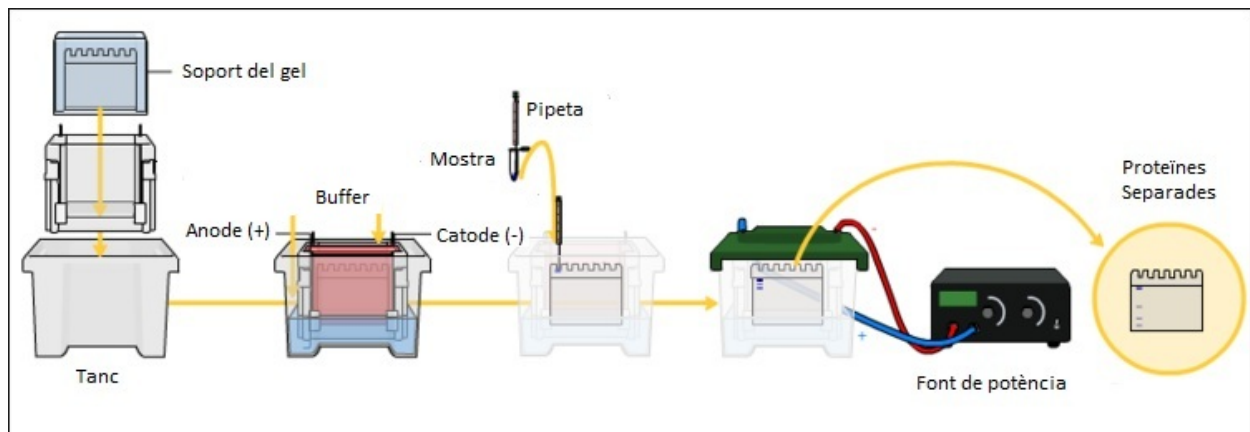 Soport del gel
Pipeta
Mostra
Buffer
Anode (+)
Catode (-)
Tanc
-
+
Font de potència
Proteïnes
Separades